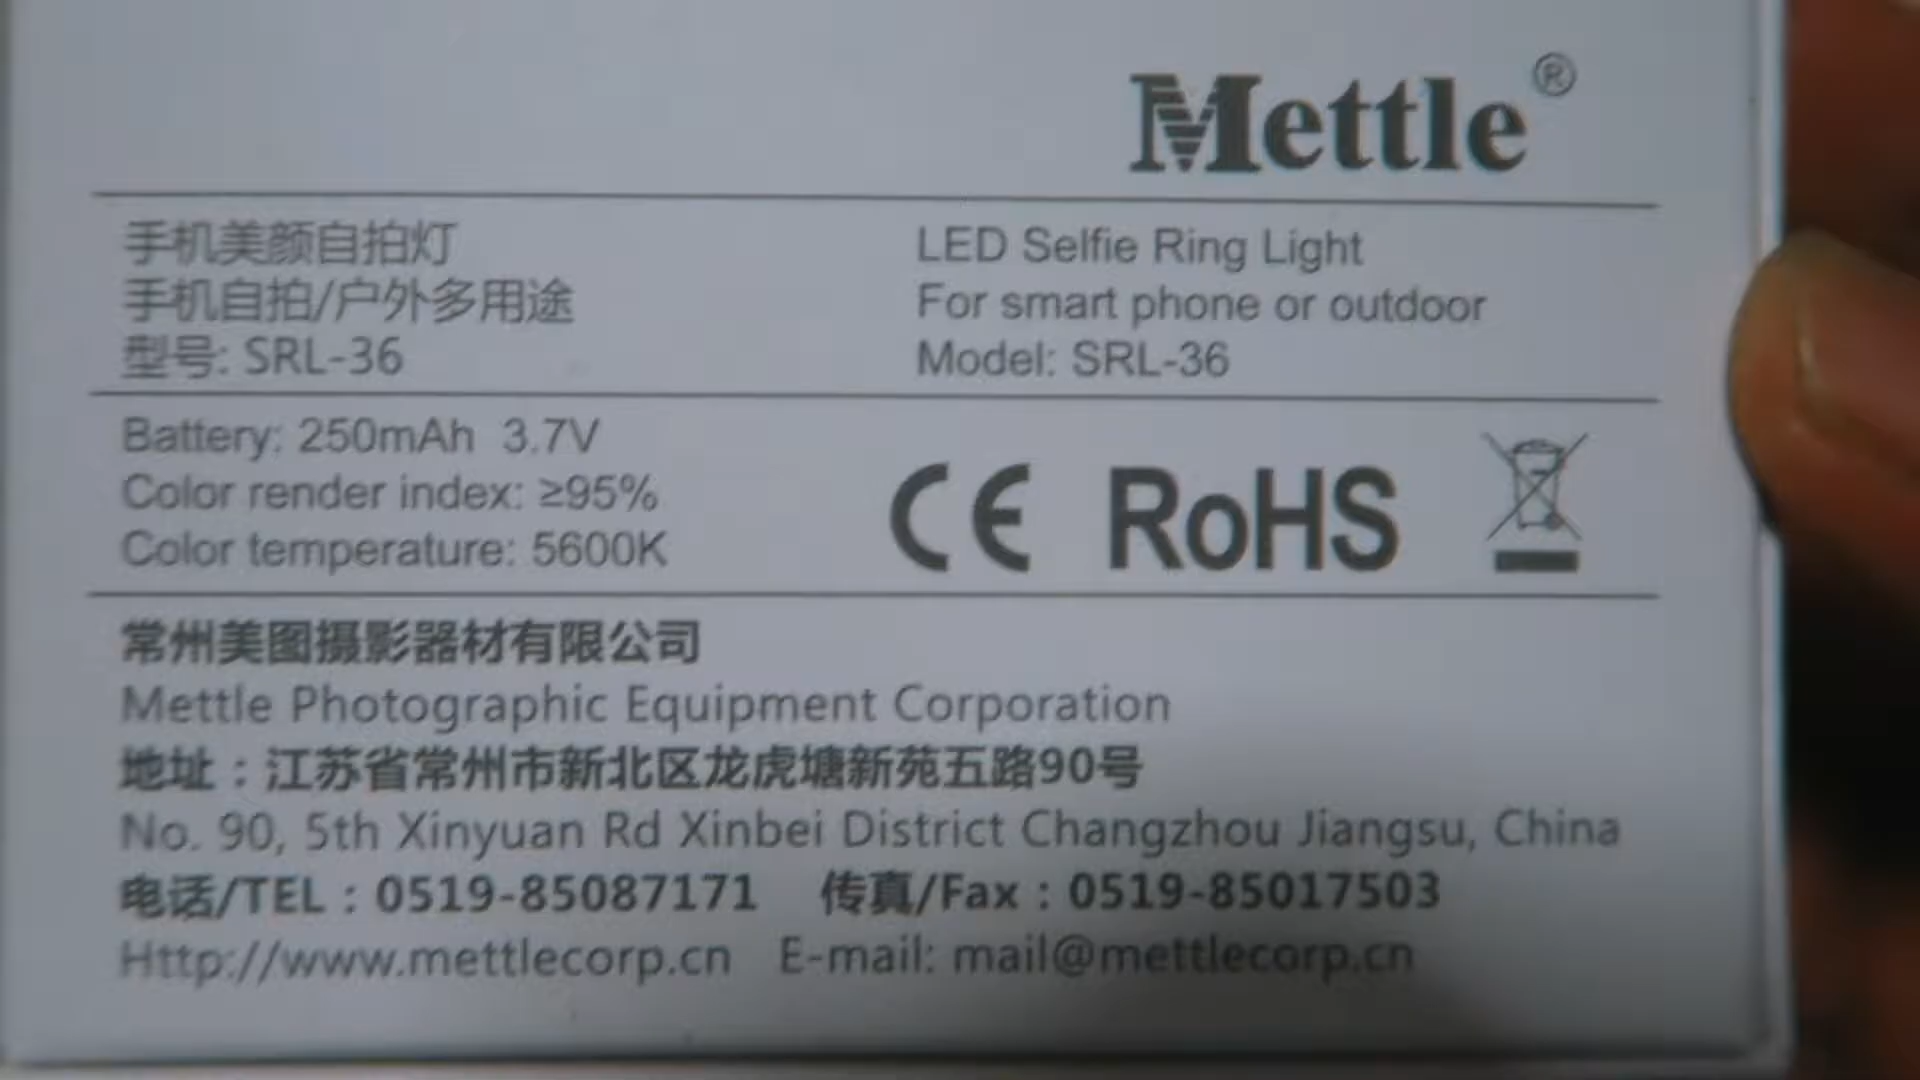 Mettle®
手机美颜自拍灯
手机自拍/户外多用途
型号: SRL-36
LED Selfie Ring Light
For smart phone or outdoor
Model: SRL-36
Battery: 250mAh 3.7V
Color render index: ≥95%
Color temperature: 5600K
CE RoHS
常州美图摄影器材有限公司
Mettle Photographic Equipment Corporation
地址：江苏省常州市新北区龙虎塘新苑五路90号
No. 90, 5th Xinyuan Rd Xinbei District Changzhou Jiangsu, China
电话/TEL：0519-85087171 传真/Fax：0519-85017503
Http://www.mettlecorp.cn E-mail: mail@mettlecorp.cn